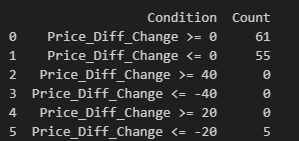 Condition Count
0 Price_Diff_Change >= 0 61
1 Price_Diff_Change <= 0 55
2 Price_Diff_Change >= 40 0
3 Price_Diff_Change <= -40 0
4 Price_Diff_Change >= 20 0
5 Price_Diff_Change <= -20 5